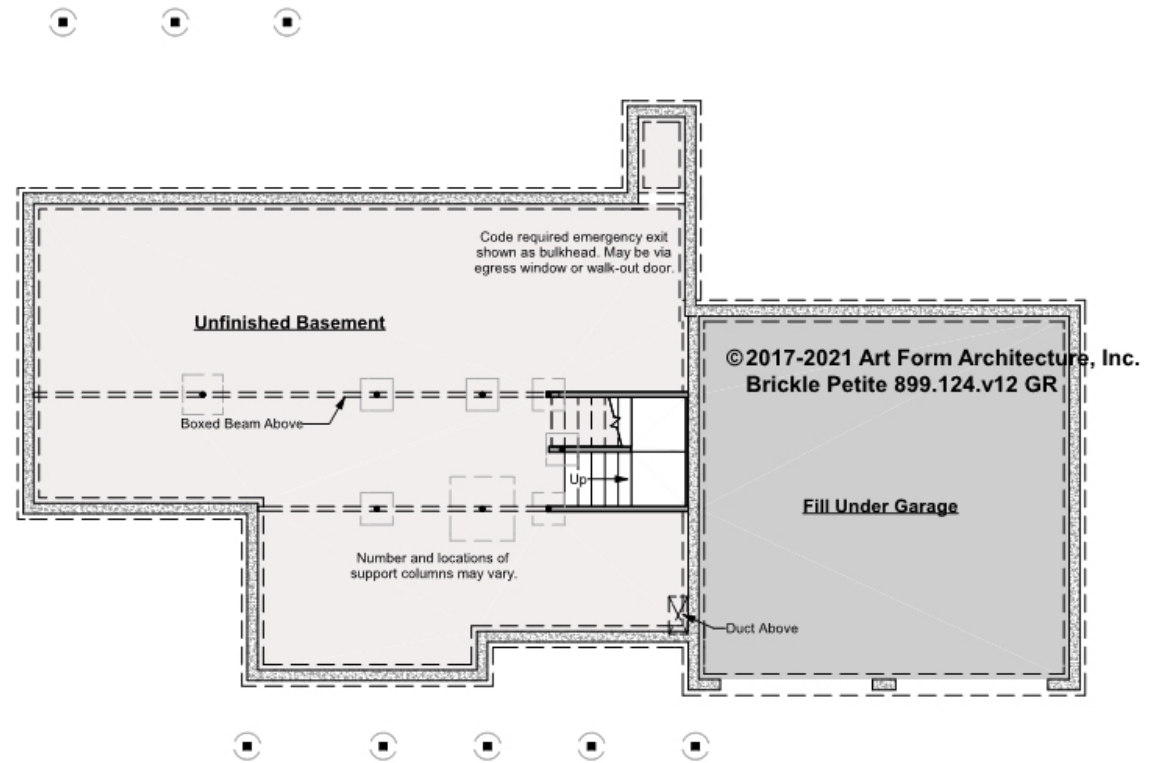 Code required emergency exit
shown as bulkhead. May be via
egress window or walk-out door.
Unfinished Basement
©2017-2021 Art Form Architecture, Inc.
Brickle Petite 899.124.v12 GR
Boxed Beam Above
Up
Fill Under Garage
Number and locations of
support columns may vary.
Duct Above